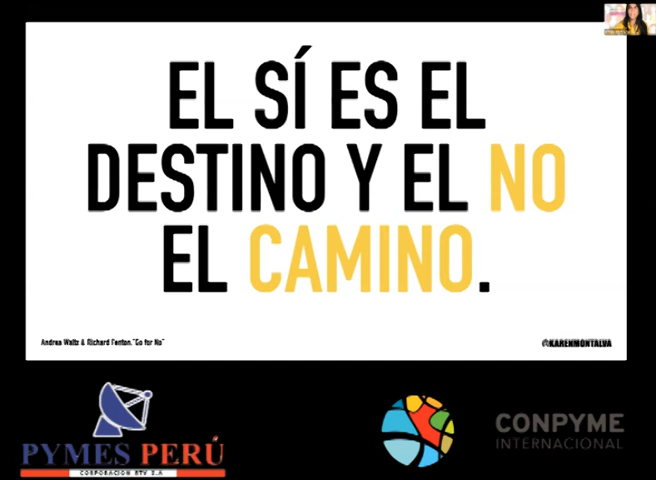 EL SÍ ES EL
DESTINO Y EL NO
EL CAMINO.
Andrea Waltz & Richard Fenton."Go for No"
@KARENMONTALVA
PYMES PERÚ
CORPORACION RTV S.A
CONPYME
INTERNACIONAL